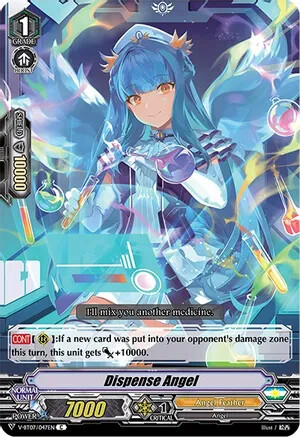 1
GRADE
BOOST
SHIELD
10000
I'll mix you another medicine.
CONT:If a new card was put into your opponent's damage zone
this turn, this unit gets +10000.
Dispense Angel
NORMAL
UNIT
Angel Feather
Angel
V-BT07/047EN C
POWER
7000
1
CRITICAL
Illust /